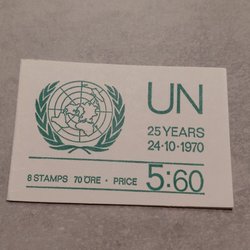 UN
25 YEARS
24·10·1970
8 STAMPS 70 ÖRE · PRICE 5:60